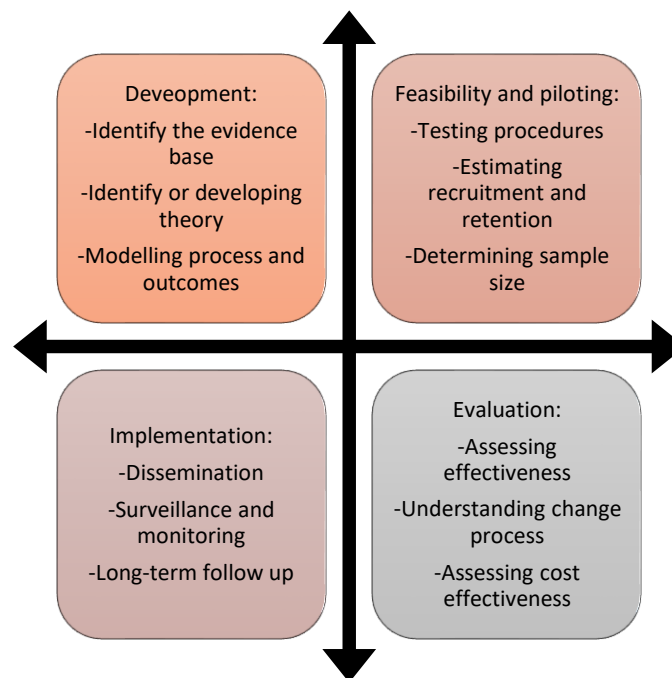 Deveopment:
-Identify the evidence
base
-Identify or developing
theory
-Modelling process and
outcomes
Feasibility and piloting:
-Testing procedures
-Estimating
recruitment and
retention
-Determining sample
size
Implementation:
-Dissemination
-Surveillance and
monitoring
-Long-term follow up
Evaluation:
-Assessing
effectiveness
-Understanding change
process
-Assessing cost
effectiveness